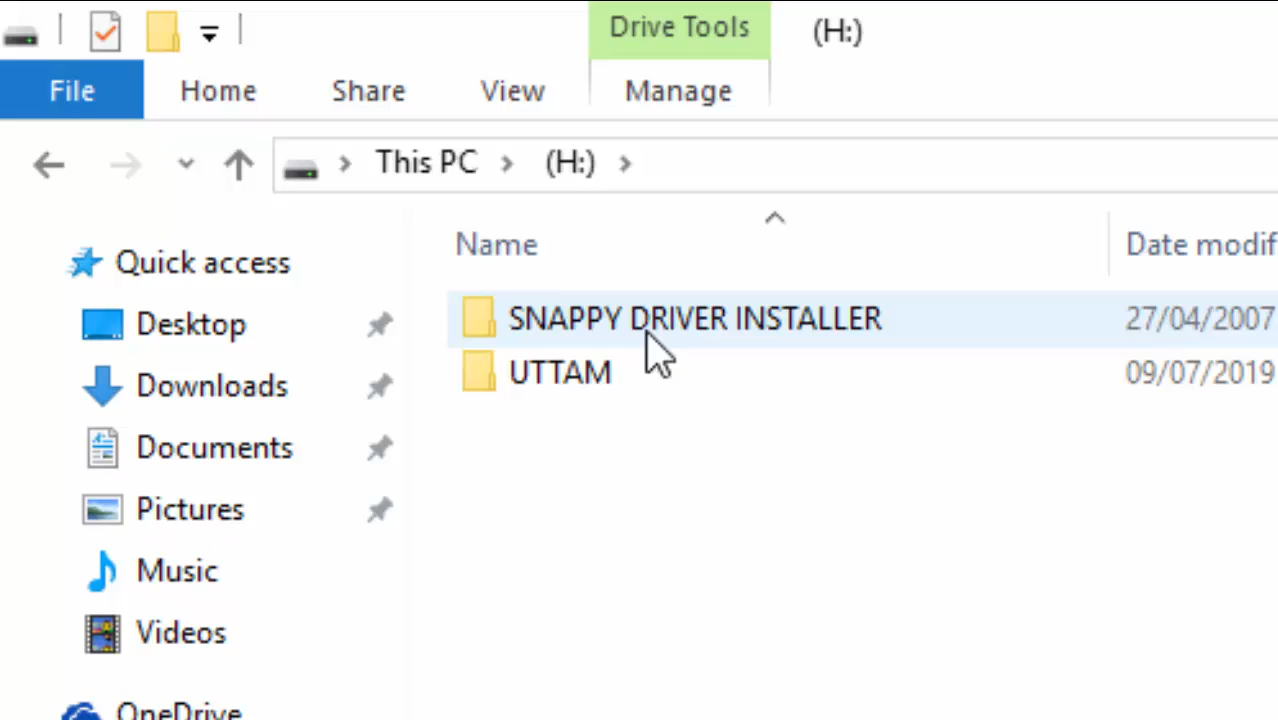 Drive Tools
(H:)
File
Home
Share
View
Manage
This PC
(H:)
Name
Date modif
Quick access
SNAPPY DRIVER INSTALLER
27/04/2007
Desktop
UTTAM
09/07/2019
Downloads
Documents
Pictures
Music
Videos
OneDrive